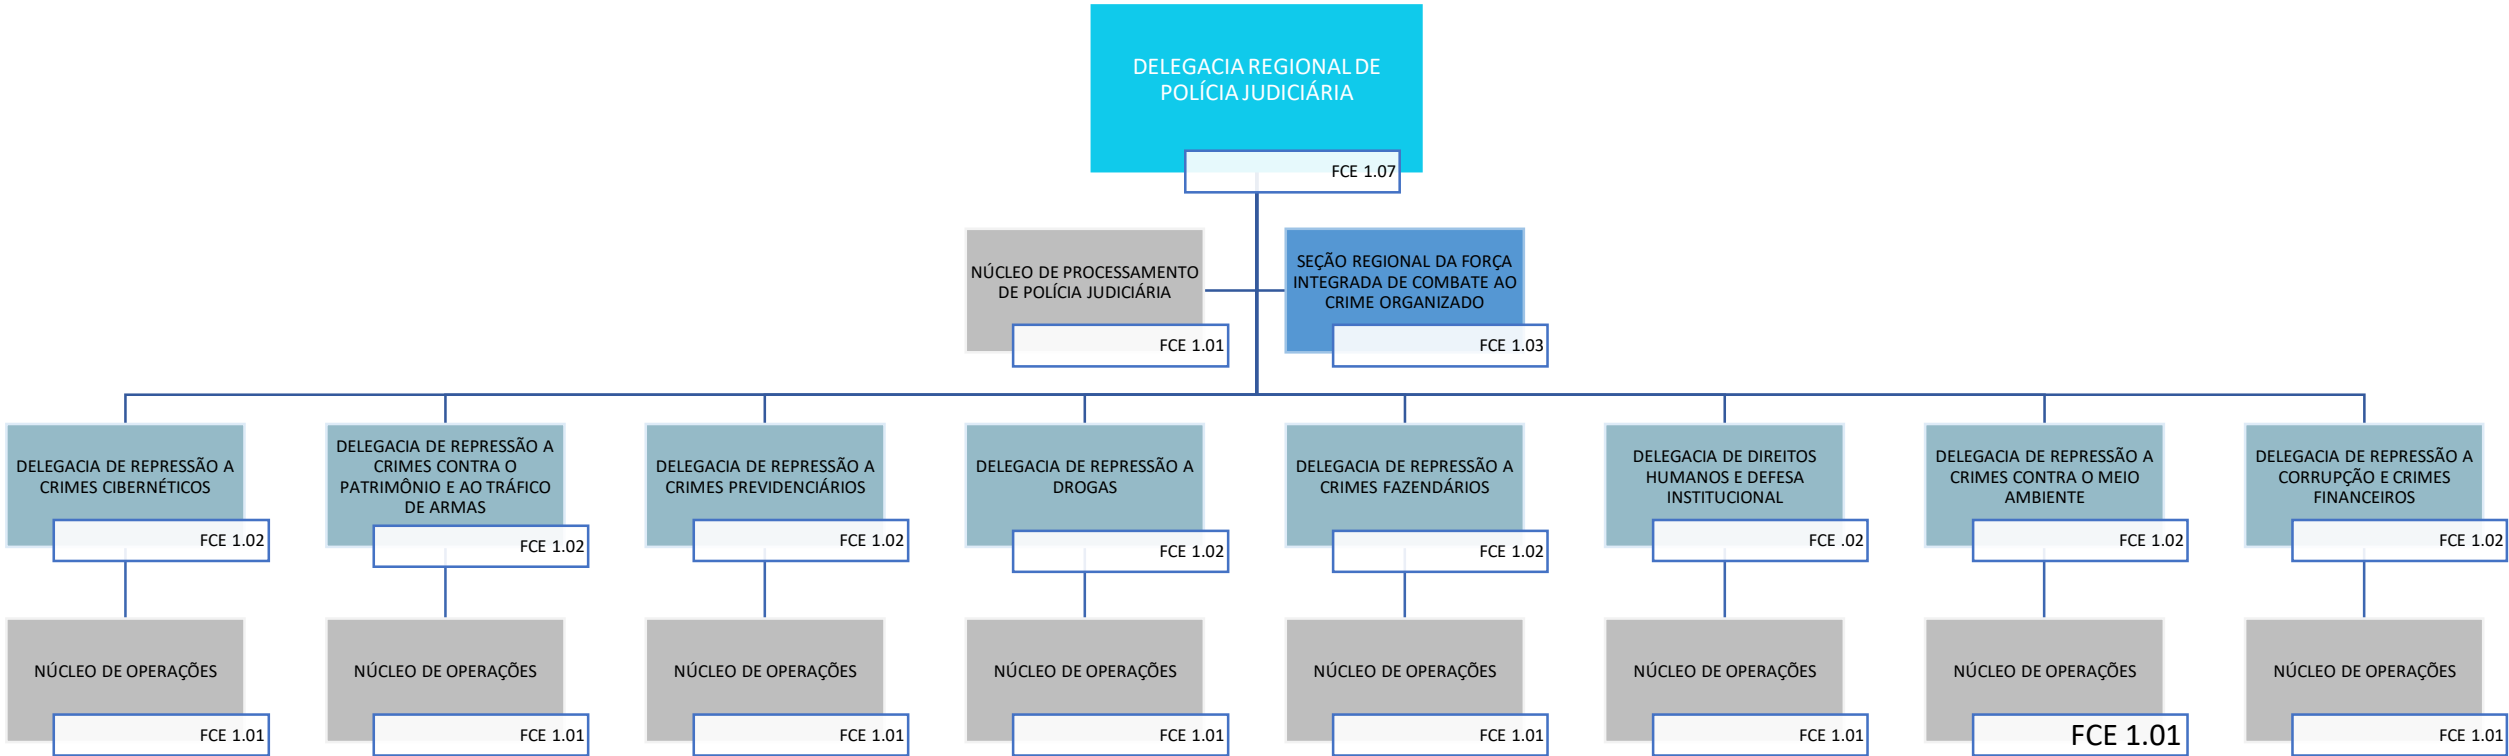 DELEGACIA REGIONAL DE
POLÍCIA JUDICIÁRIA
FCE 1.07
NÚCLEO DE PROCESSAMENTO
DE POLÍCIA JUDICIÁRIA
FCE 1.01
SEÇÃO REGIONAL DA FORÇA
INTEGRADA DE COMBATE AO
CRIME ORGANIZADO
FCE 1.03
DELEGACIA DE REPRESSÃO A
CRIMES CIBERNÉTICOS
FCE 1.02
DELEGACIA DE REPRESSÃO A
CRIMES CONTRA O
PATRIMÔNIO E AO TRÁFICO
DE ARMAS
FCE 1.02
DELEGACIA DE REPRESSÃO A
CRIMES PREVIDENCIÁRIOS
FCE 1.02
DELEGACIA DE REPRESSÃO A
DROGAS
FCE 1.02
DELEGACIA DE REPRESSÃO A
CRIMES FAZENDÁRIOS
FCE 1.02
DELEGACIA DE DIREITOS
HUMANOS E DEFESA
INSTITUCIONAL
FCE .02
DELEGACIA DE REPRESSÃO A
CRIMES CONTRA O MEIO
AMBIENTE
FCE 1.02
DELEGACIA DE REPRESSÃO A
CORRUPÇÃO E CRIMES
FINANCEIROS
FCE 1.02
NÚCLEO DE OPERAÇÕES
FCE 1.01
NÚCLEO DE OPERAÇÕES
FCE 1.01
NÚCLEO DE OPERAÇÕES
FCE 1.01
NÚCLEO DE OPERAÇÕES
FCE 1.01
NÚCLEO DE OPERAÇÕES
FCE 1.01
NÚCLEO DE OPERAÇÕES
FCE 1.01
NÚCLEO DE OPERAÇÕES
FCE 1.01
NÚCLEO DE OPERAÇÕES
FCE 1.01